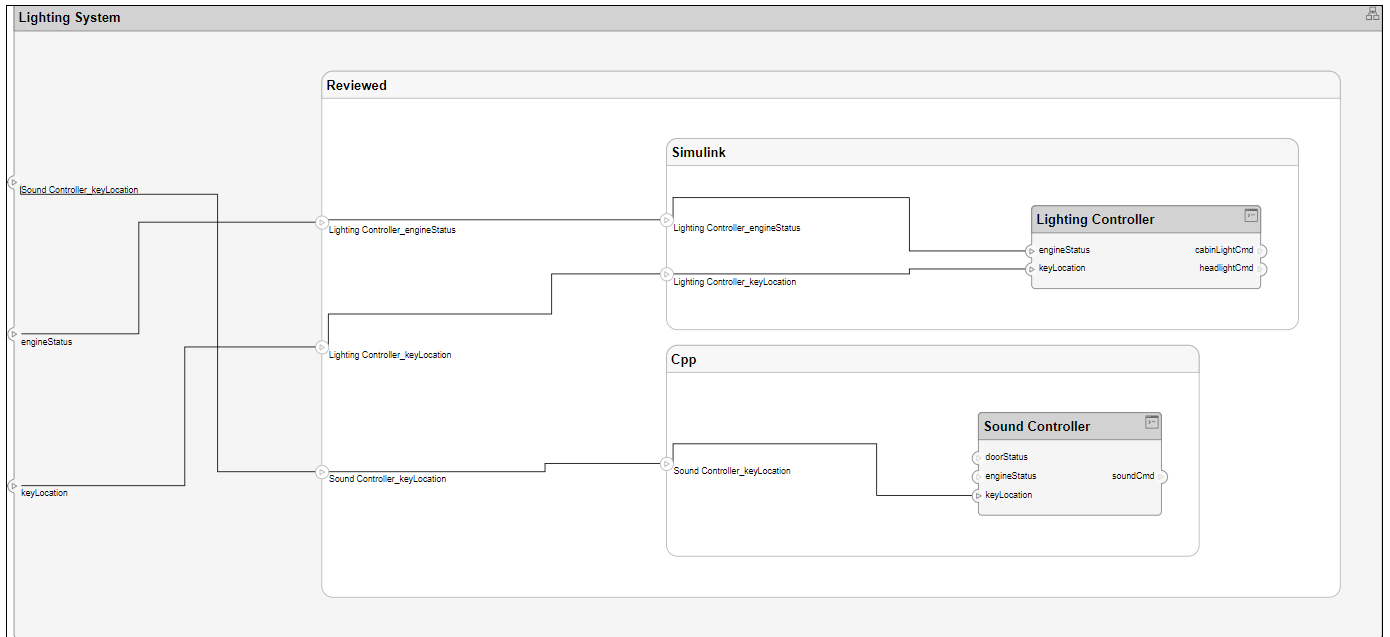 Lighting System
Reviewed
Simulink
Sound Controller_keyLocation
Lighting Controller
Lighting Controller_engineStatus
Lighting Controller_engineStatus
engineStatus
cabinLightCmd
keyLocation
headlightCmd
Lighting Controller_keyLocation
engineStatus
Lighting Controller_keyLocation
Cpp
Sound Controller
doorStatus
Sound Controller_keyLocation
engineStatus
soundCmd
Sound Controller_keyLocation
keyLocation
keyLocation